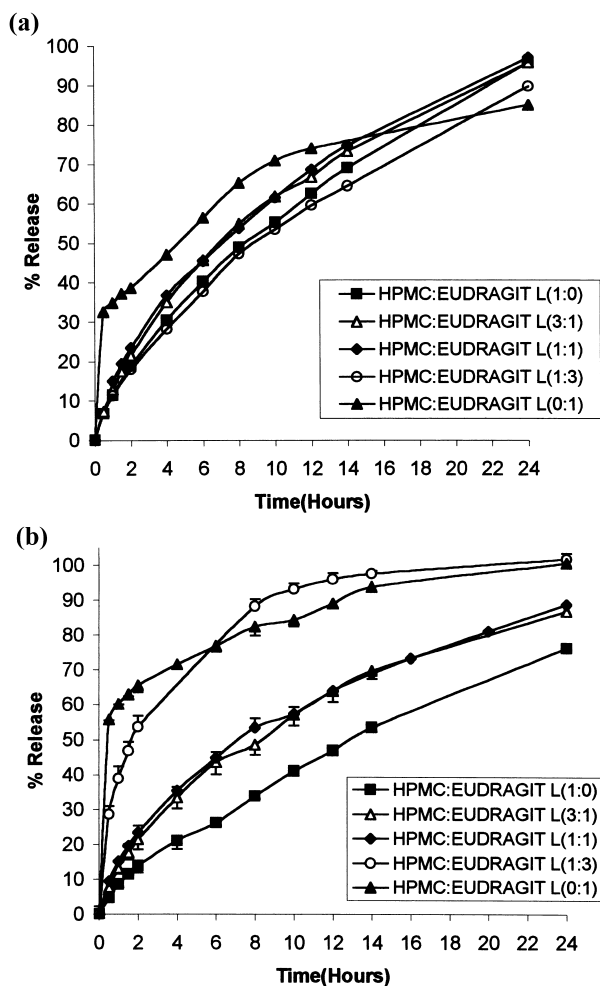 (a)
100
90
80
70
60
50
40
30
20
10
0
% Release
HPMC:EUDRAGIT L(1:0)
HPMC:EUDRAGIT L(3:1)
HPMC:EUDRAGIT L(1:1)
HPMC:EUDRAGIT L(1:3)
HPMC:EUDRAGIT L(0:1)
0 2 4 6 8 10 12 14 16 18 20 22 24
Time(Hours)
(b)
100
90
80
70
60
50
40
30
20
10
0
% Release
HPMC:EUDRAGIT L(1:0)
HPMC:EUDRAGIT L(3:1)
HPMC:EUDRAGIT L(1:1)
HPMC:EUDRAGIT L(1:3)
HPMC:EUDRAGIT L(0:1)
0 2 4 6 8 10 12 14 16 18 20 22 24
Time(Hours)